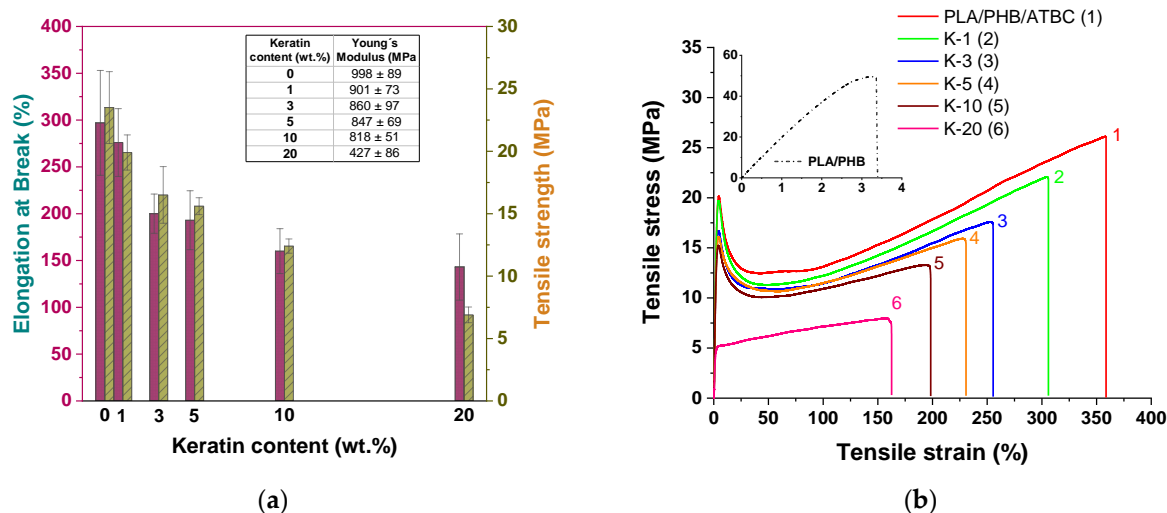 400
350
300
250
200
150
100
50
0
Elongation at Break (%)
30
25
20
15
10
5
0
Tensile strength (MPa)
Keratin content (wt.%) Young´s Modulus (MPa
0 998 ± 89
1 901 ± 73
3 860 ± 97
5 847 ± 69
10 818 ± 51
20 427 ± 86
0 1 3 5 10 20
Keratin content (wt.%)
(a)
PLA/PHB/ATBC (1)
K-1 (2)
K-3 (3)
K-5 (4)
K-10 (5)
K-20 (6)
35
30
25
20
15
10
5
0
Tensile stress (MPa)
60
40
20
0
PLA/PHB
0 1 2 3 4
1
2
3
4
5
6
0 50 100 150 200 250 300 350 400
Tensile strain (%)
(b)